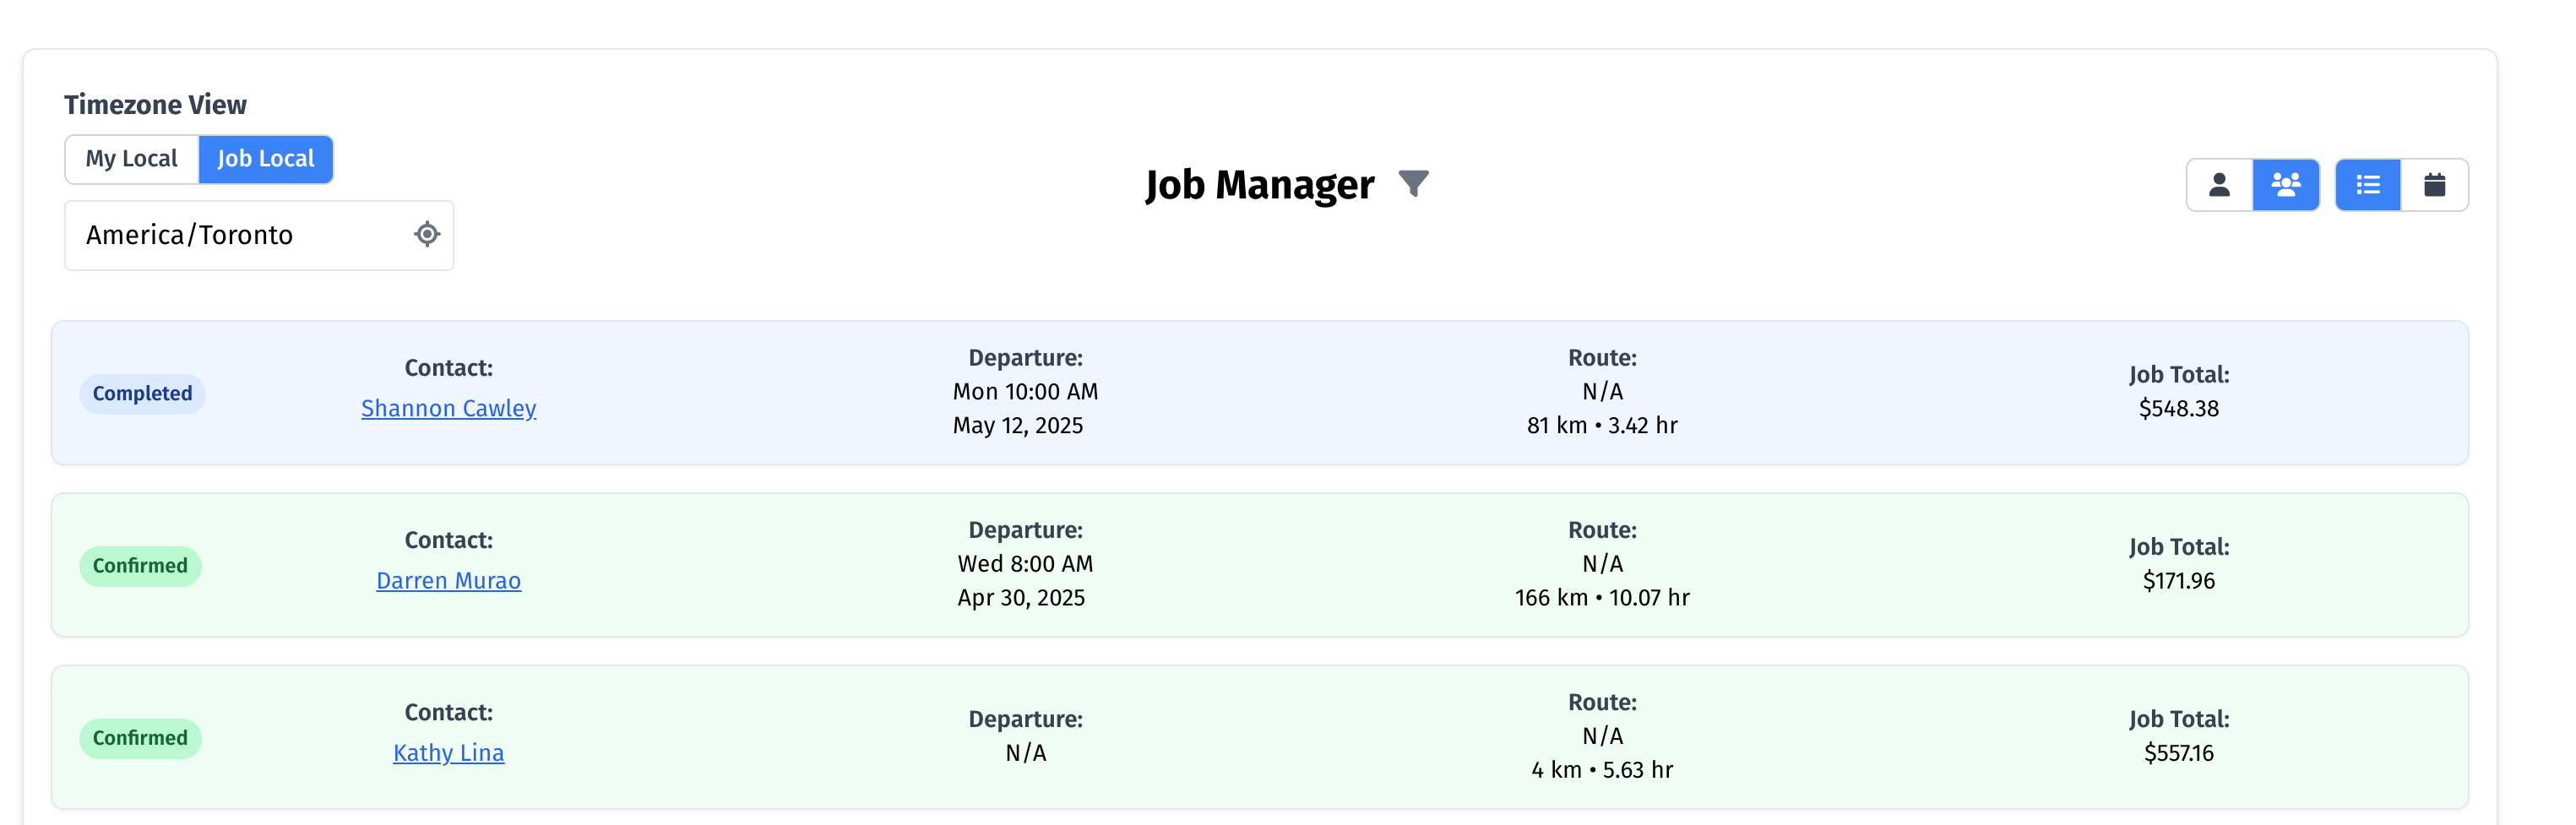 Timezone View
My Local Job Local
America/Toronto
Job Manager
Completed
Contact:
Shannon Cawley
Departure:
Mon 10:00 AM
May 12, 2025
Route:
N/A
81 km • 3.42 hr
Job Total:
$548.38
Confirmed
Contact:
Darren Murao
Departure:
Wed 8:00 AM
Apr 30, 2025
Route:
N/A
166 km • 10.07 hr
Job Total:
$171.96
Confirmed
Contact:
Kathy Lina
Departure:
N/A
Route:
N/A
4 km • 5.63 hr
Job Total:
$557.16